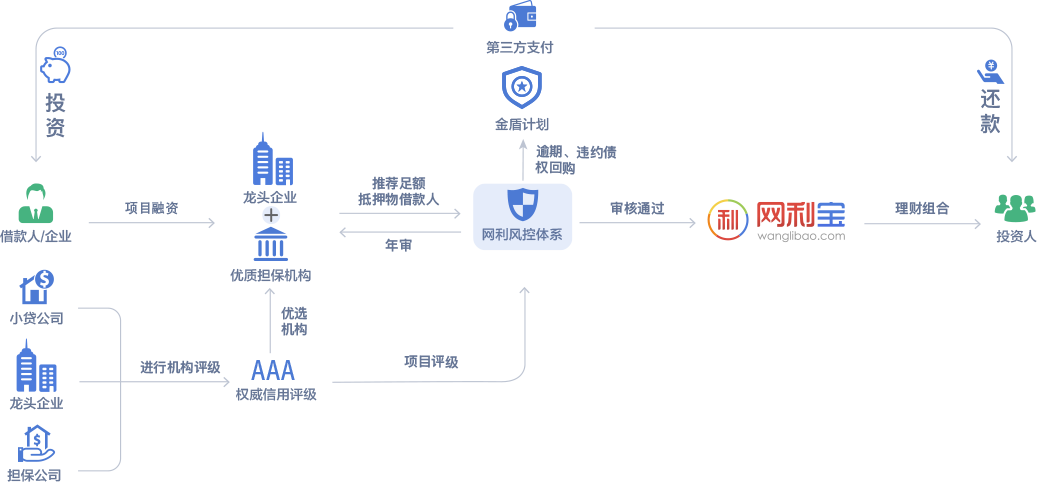 第三方支付
100
投
资
还
款
金盾计划
逾期、违约债
权回购
龙头企业
推荐足额
抵押物借款人
项目融资
借款人/企业
网利风控体系
年审
审核通过
利
网利宝
wanglibao.com
理财组合
投资人
优质担保机构
小贷公司
优选
机构
进行机构评级
项目评级
AAA
权威信用评级
龙头企业
担保公司